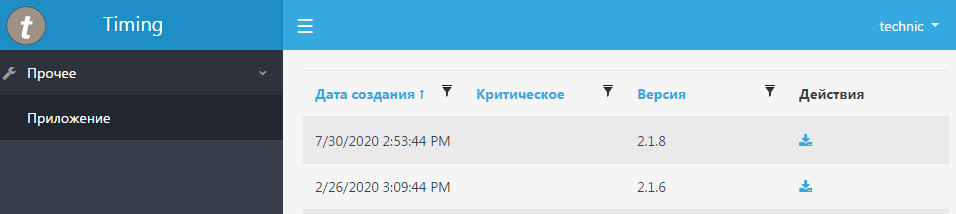 t Timing
technic
Прочее
Приложение
Дата создания ↑ Критическое Версия Действия
7/30/2020 2:53:44 PM 2.1.8
2/26/2020 3:09:44 PM 2.1.6